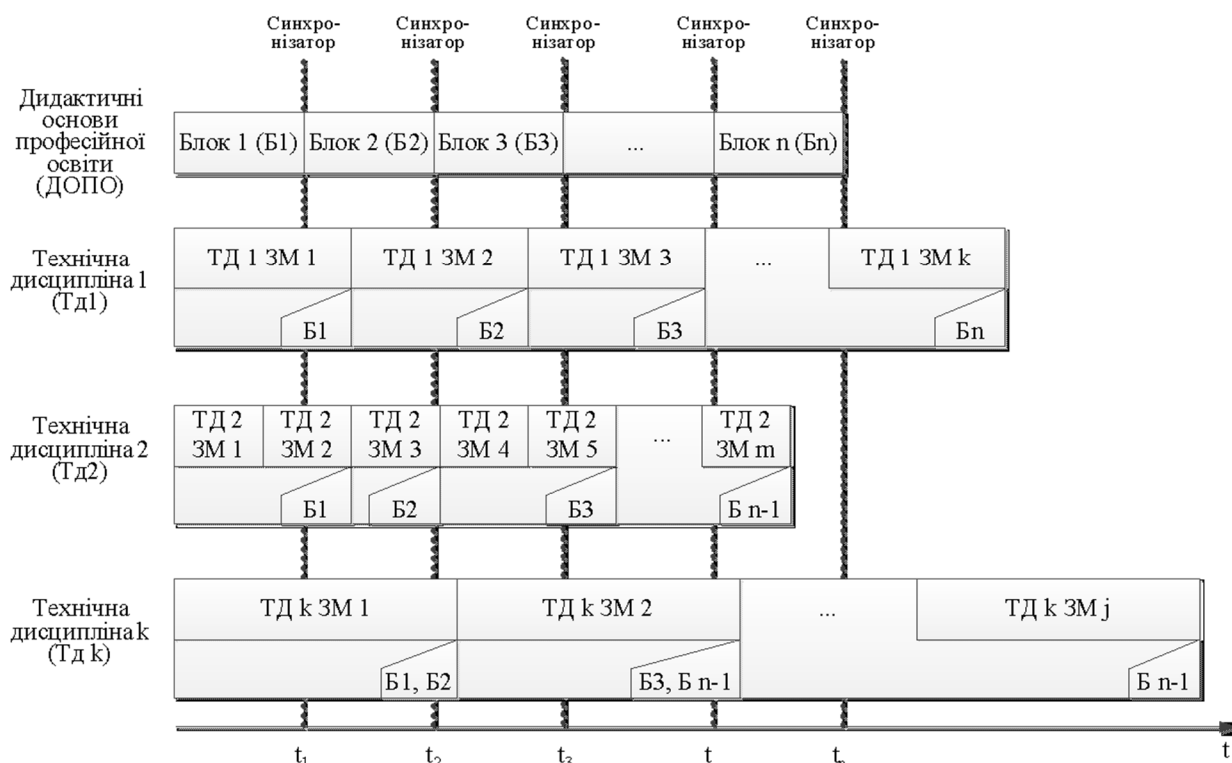 Синхро-
нізатор
Синхро-
нізатор
Синхро-
нізатор
Синхро-
нізатор
Синхро-
нізатор
Дидактичні
основи
професійної
освіти
(ДОПО)
Блок 1 (Б1)
Блок 2 (Б2)
Блок 3 (Б3)
...
Блок n (Бn)
Технічна
дисципліна 1
(Тд1)
ТД 1 ЗМ 1
ТД 1 ЗМ 2
ТД 1 ЗМ 3
...
ТД 1 ЗМ k
Б1
Б2
Б3
Бn
Технічна
дисципліна 2
(Тд2)
ТД 2
ЗМ 1
ТД 2
ЗМ 2
ТД 2
ЗМ 3
ТД 2
ЗМ 4
ТД 2
ЗМ 5
...
ТД 2
ЗМ m
Б1
Б2
Б3
Б n-1
Технічна
дисципліна k
(Тд k)
ТД k ЗМ 1
ТД k ЗМ 2
...
ТД k ЗМ j
Б1, Б2
Б3, Б n-1
Б n-1
t₁
t₂
t₃
t
tₙ
t